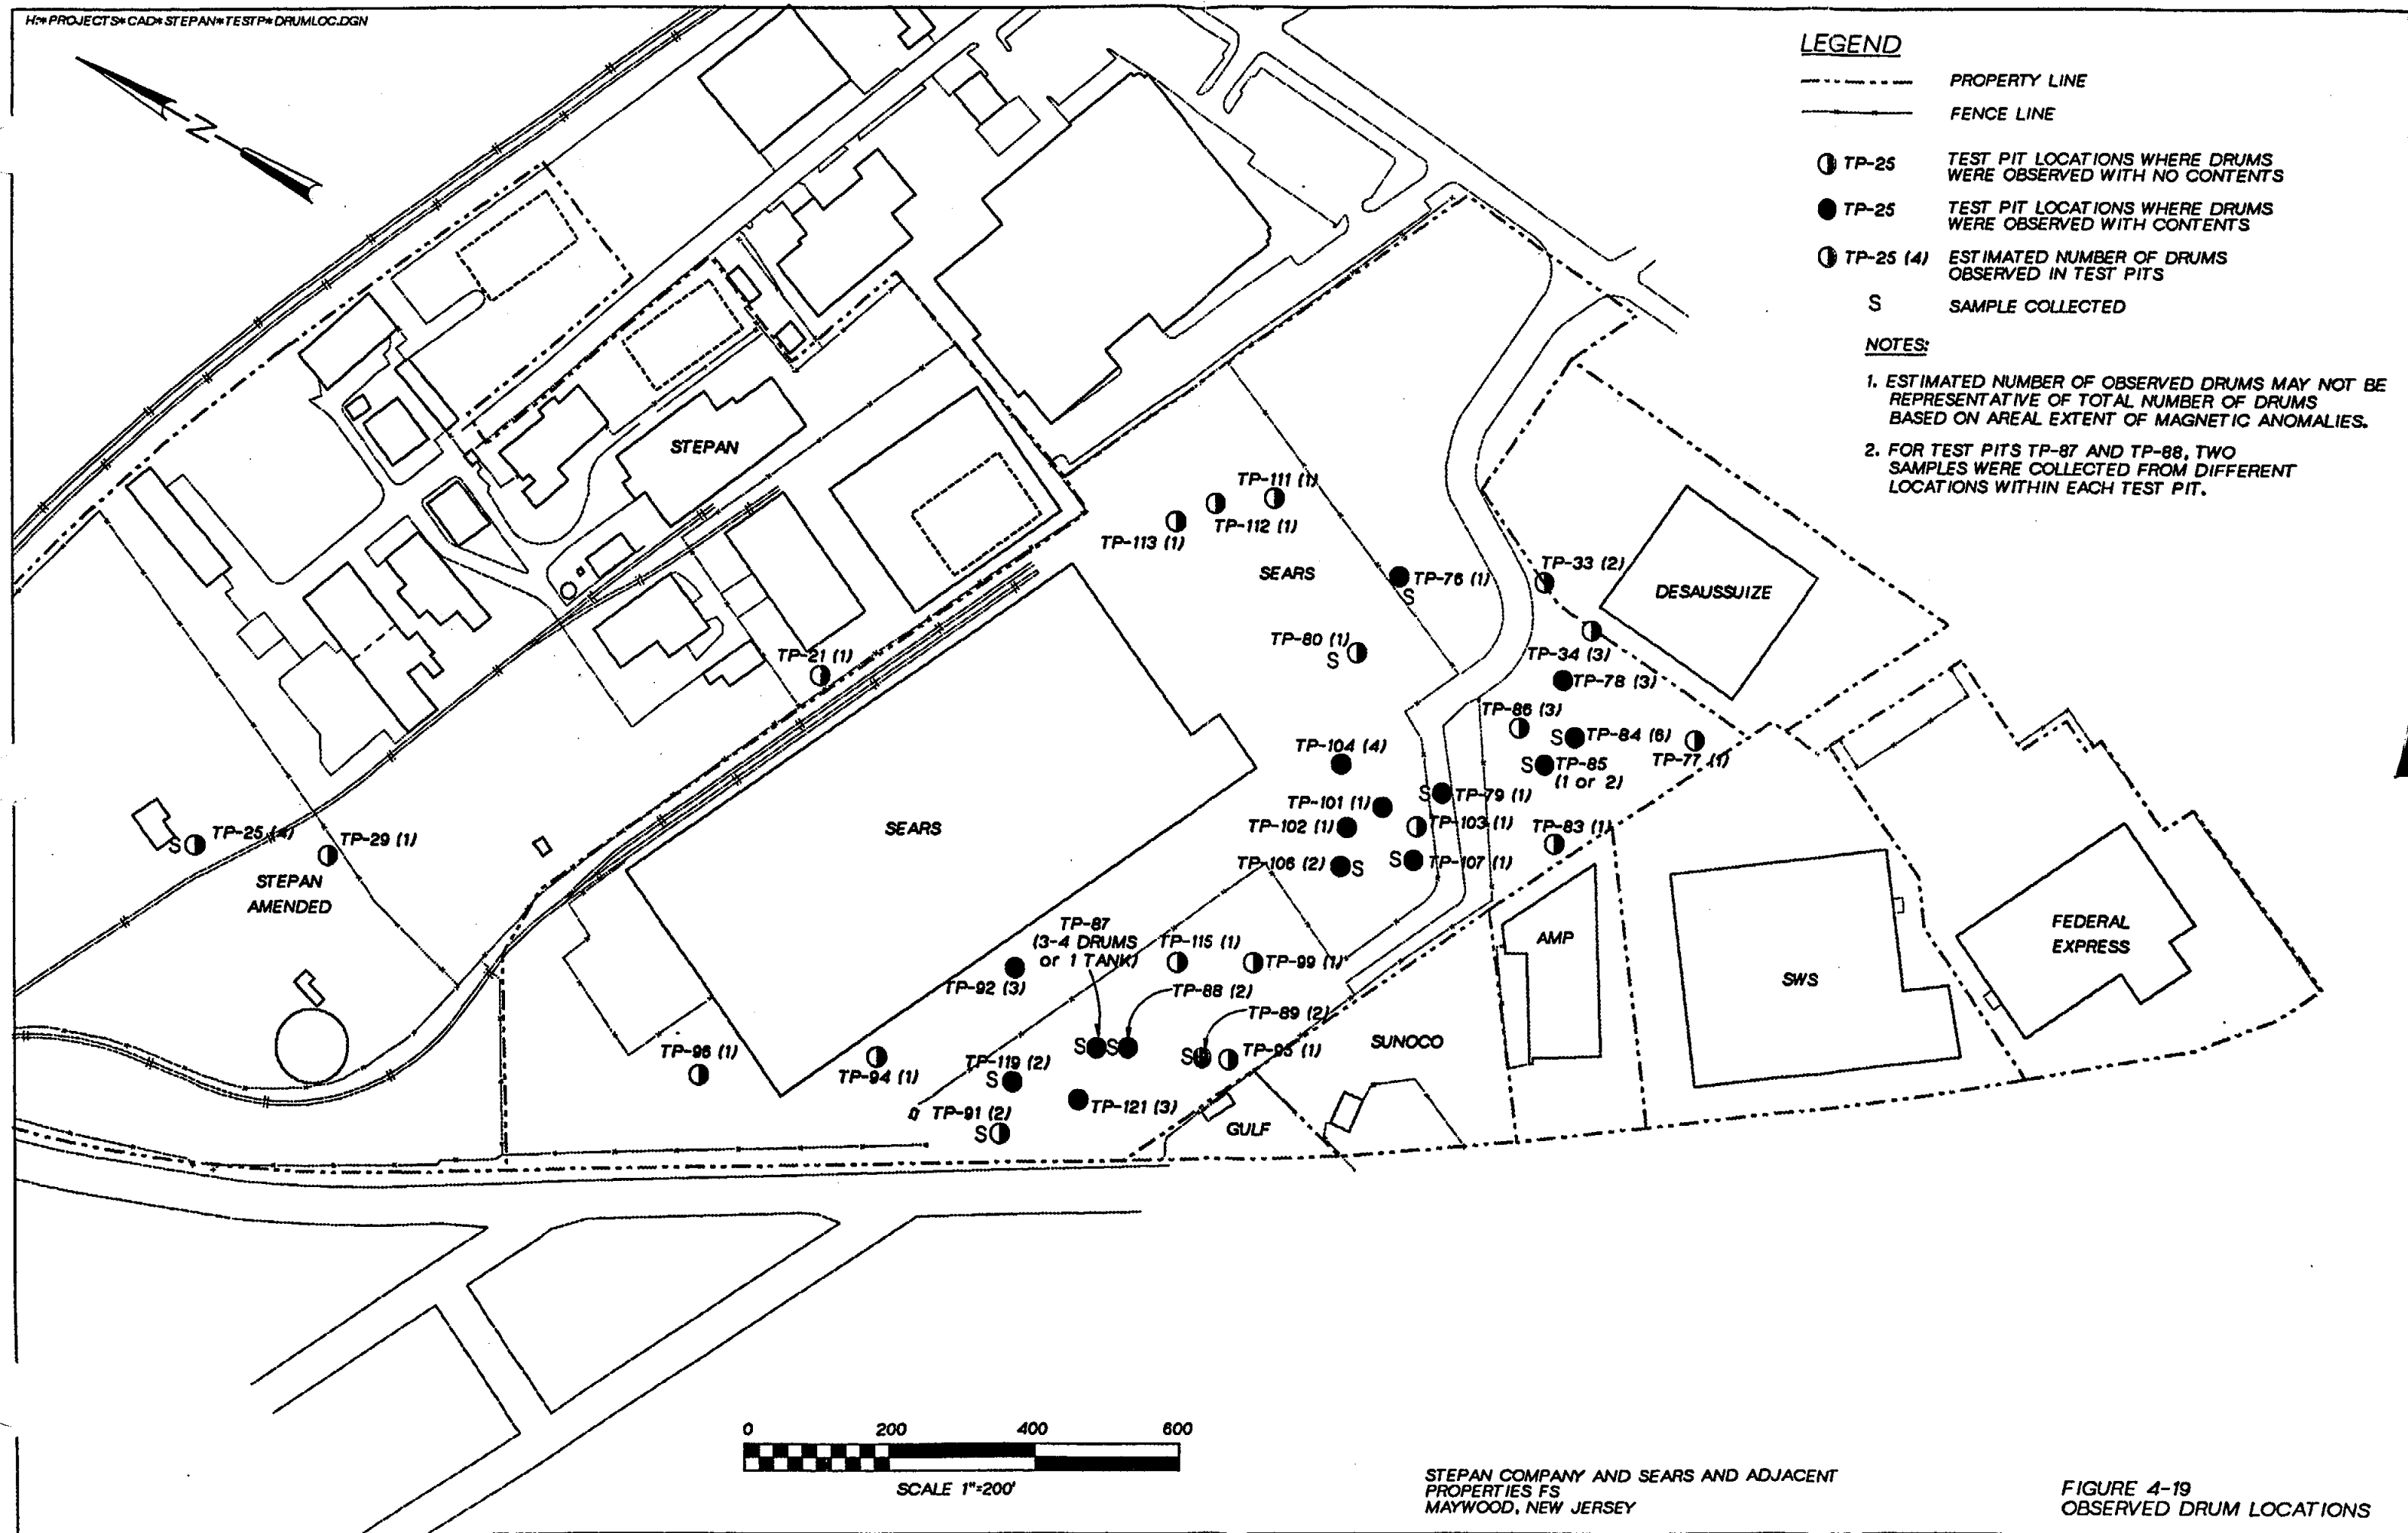 H:*PROJECTS*CAD*STEPAN*TESTP*DRUMLOC.DGN
N
LEGEND
PROPERTY LINE
FENCE LINE
TP-25 TEST PIT LOCATIONS WHERE DRUMS
WERE OBSERVED WITH NO CONTENTS
TP-25 TEST PIT LOCATIONS WHERE DRUMS
WERE OBSERVED WITH CONTENTS
TP-25 (4) ESTIMATED NUMBER OF DRUMS
OBSERVED IN TEST PITS
S SAMPLE COLLECTED
NOTES:
1. ESTIMATED NUMBER OF OBSERVED DRUMS MAY NOT BE
REPRESENTATIVE OF TOTAL NUMBER OF DRUMS
BASED ON AREAL EXTENT OF MAGNETIC ANOMALIES.
2. FOR TEST PITS TP-87 AND TP-88, TWO
SAMPLES WERE COLLECTED FROM DIFFERENT
LOCATIONS WITHIN EACH TEST PIT.
STEPAN
TP-111 (1)
TP-112 (1)
TP-113 (1)
SEARS
TP-76 (1)
S
TP-33 (2)
DESAUSSUIZE
TP-80 (1)
S
TP-34 (3)
TP-21 (1)
TP-78 (3)
TP-86 (3)
S TP-84 (6)
TP-77 (1)
TP-104 (4)
S TP-85
(1 or 2)
S TP-79 (1)
TP-101 (1)
TP-102 (1)
TP-103 (1)
TP-83 (1)
SEARS
TP-25 (4)
S
TP-29 (1)
TP-106 (2) S
S TP-107 (1)
STEPAN
AMENDED
TP-87
(3-4 DRUMS
or 1 TANK)
TP-115 (1)
TP-99 (1)
AMP
FEDERAL
EXPRESS
SWS
TP-92 (3)
TP-88 (2)
TP-89 (2)
S
S
S
TP-95 (1)
SUNOCO
TP-96 (1)
TP-94 (1)
TP-119 (2)
S
TP-91 (2)
S
TP-121 (3)
GULF
0 200 400 600
SCALE 1"=200'
STEPAN COMPANY AND SEARS AND ADJACENT
PROPERTIES FS
MAYWOOD, NEW JERSEY
FIGURE 4-19
OBSERVED DRUM LOCATIONS